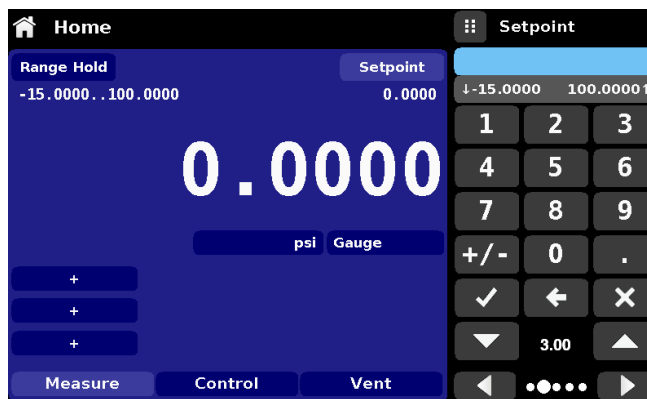 Home
Range Hold
Setpoint
-15.0000..100.0000
0.0000
0.0000
psi
Gauge
+
+
+
Measure
Control
Vent
Setpoint
↓-15.0000 100.0000↑
1 2 3
4 5 6
7 8 9
+/- 0 .
3.00